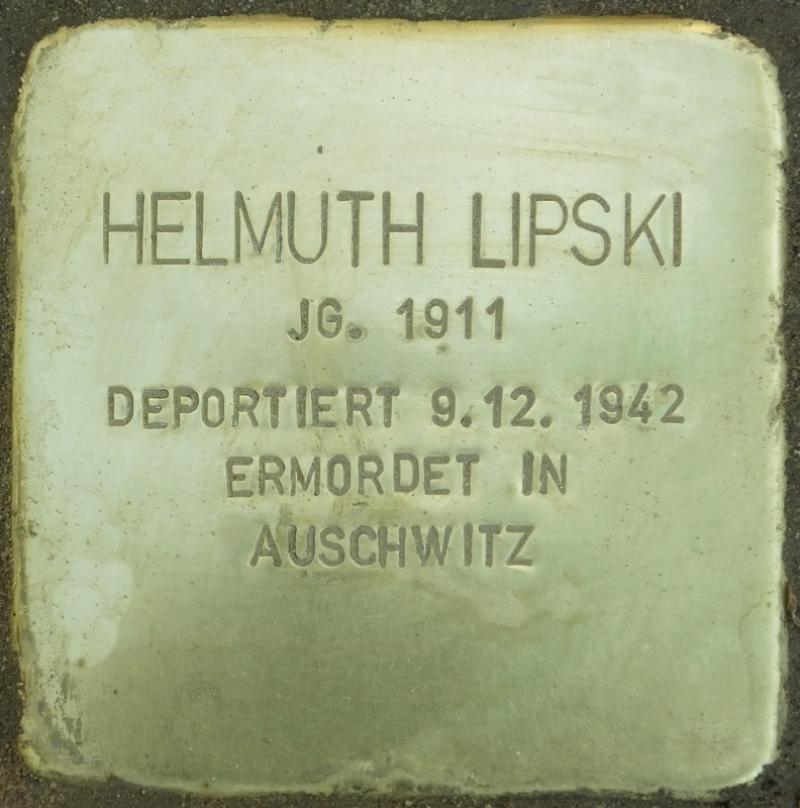 HELMUTH LIPSKI
JG. 1911
DEPORTIERT 9.12.1942
ERMORDET IN
AUSCHWITZ